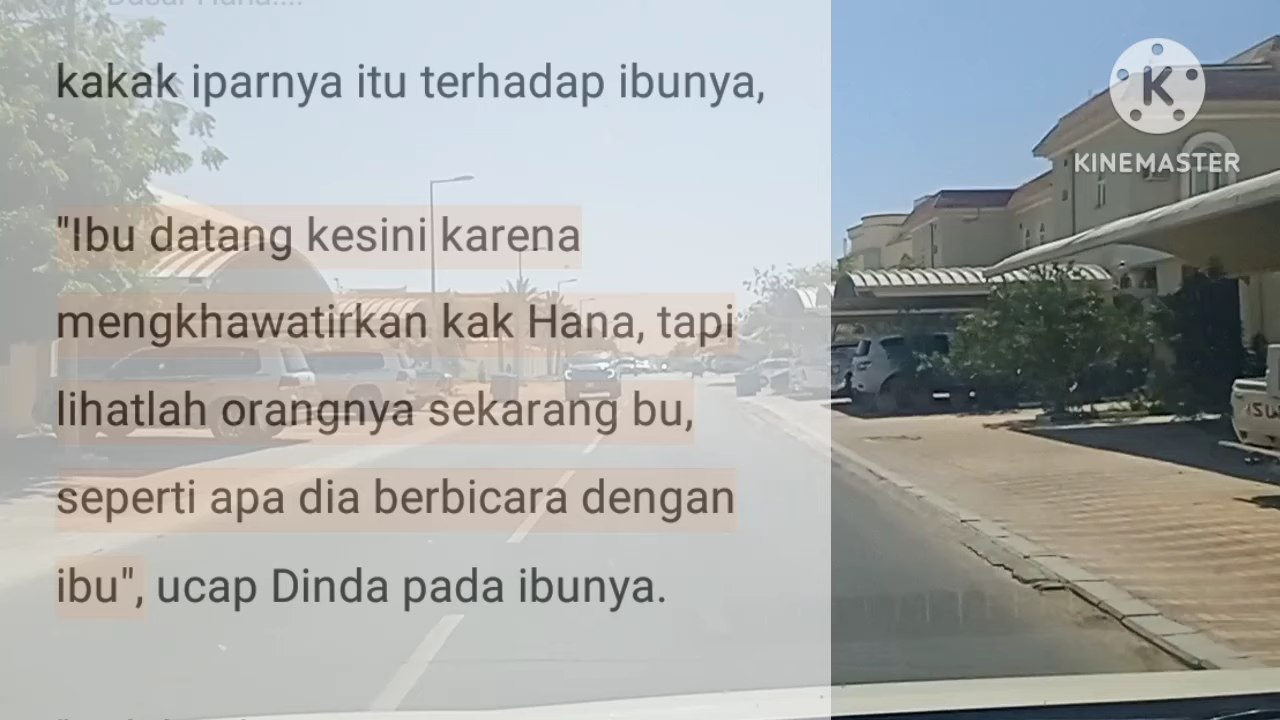 kakak iparnya itu terhadap ibunya,
"Ibu datang kesini karena
mengkhawatirkan kak Hana, tapi
lihatlah orangnya sekarang bu,
seperti apa dia berbicara dengan
ibu", ucap Dinda pada ibunya.
K
KINEMASTER